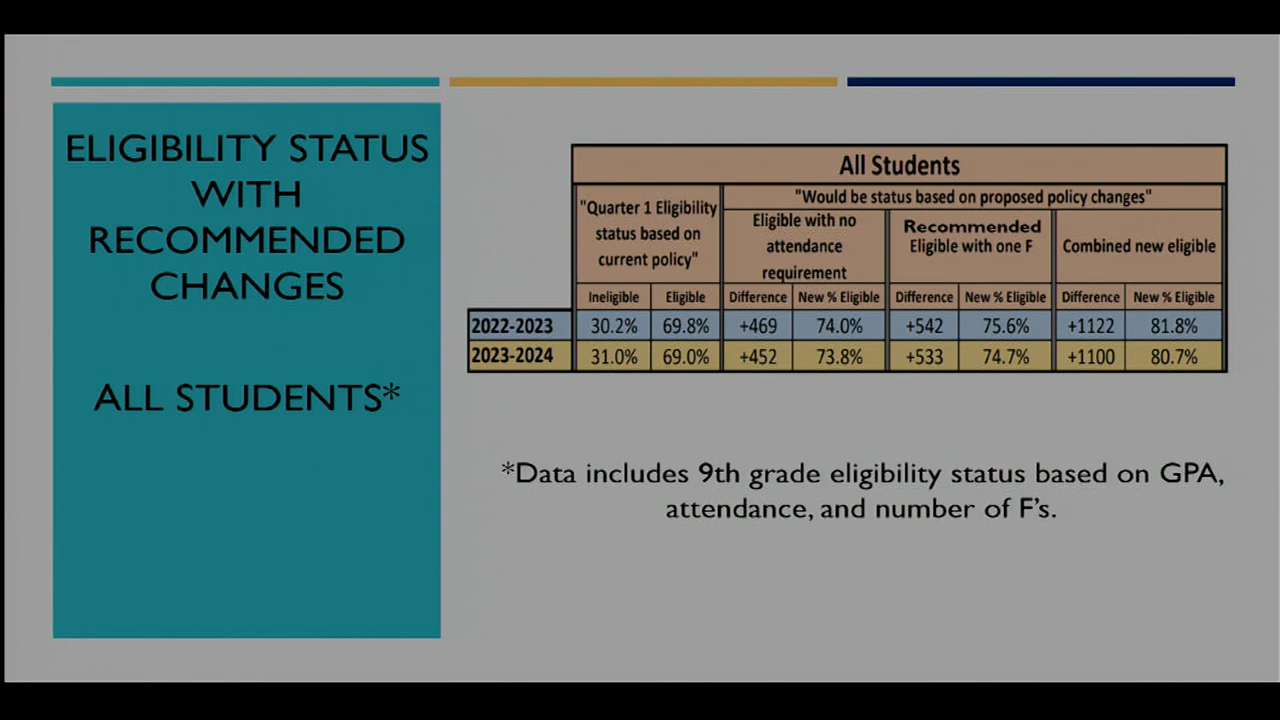 ELIGIBILITY STATUS
WITH
RECOMMENDED
CHANGES
ALL STUDENTS*
All Students
"Quarter 1 Eligibility
status based on
current policy"
"Would be status based on proposed policy changes"
Eligible with no
attendance
requirement
Recommended
Eligible with one F
Combined new eligible
Ineligible Eligible Difference New % Eligible Difference New % Eligible Difference New % Eligible
2022-2023 30.2% 69.8% +469 74.0% +542 75.6% +1122 81.8%
2023-2024 31.0% 69.0% +452 73.8% +533 74.7% +1100 80.7%
*Data includes 9th grade eligibility status based on GPA,
attendance, and number of F's.